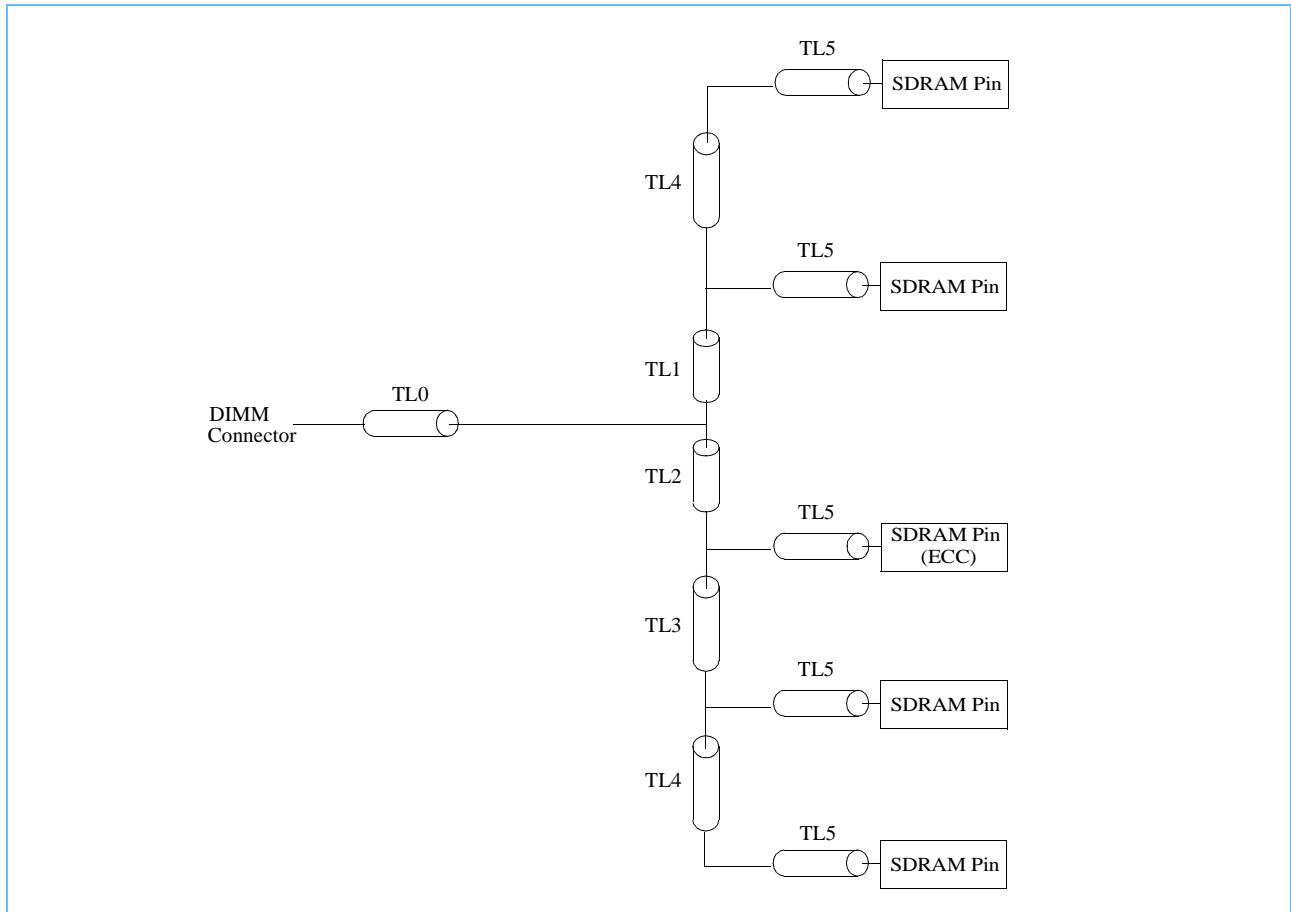 TL5
SDRAM Pin
TL4
TL5
SDRAM Pin
TL1
TL0
DIMM
Connector
TL2
TL5
SDRAM Pin
(ECC)
TL3
TL5
SDRAM Pin
TL4
TL5
SDRAM Pin